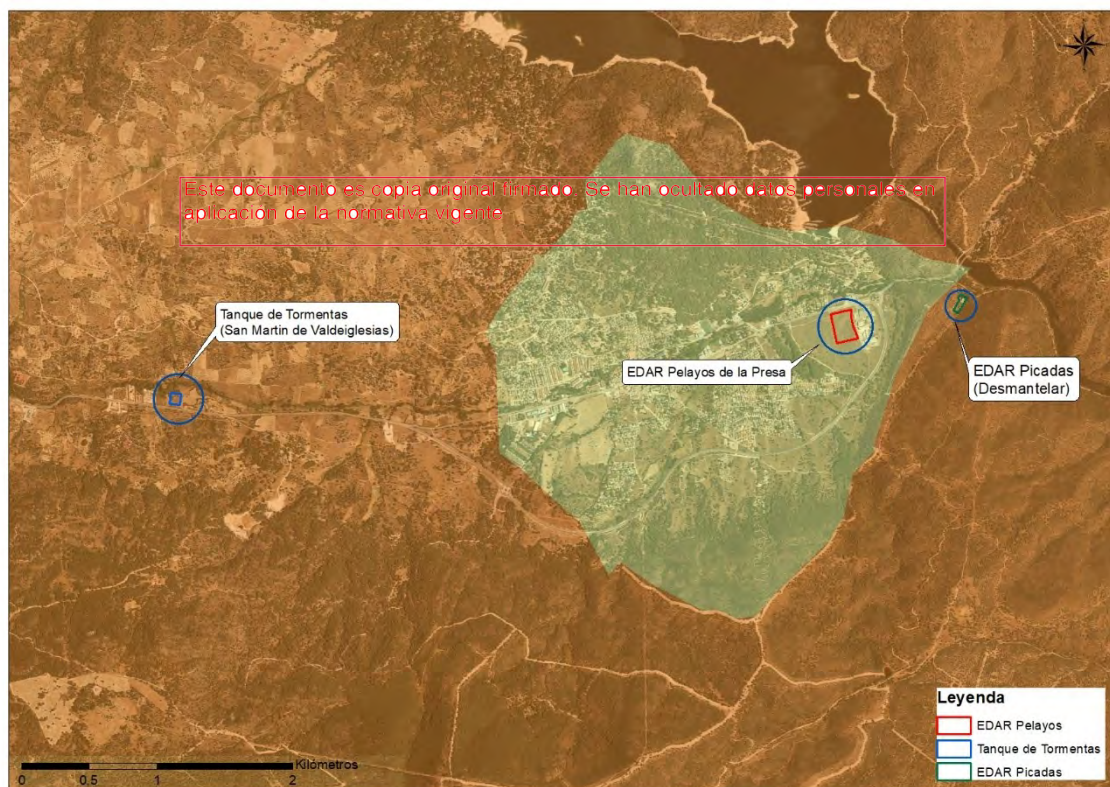 Este documento es copia original firmado. Se han ocultado datos personales en
aplicación de la normativa vigente
Tanque de Tormentas
(San Martin de Valdeiglesias)
EDAR Pelayos de la Presa
EDAR Picadas
(Desmantelar)
Leyenda
EDAR Pelayos
Tanque de Tormentas
EDAR Picadas
Kilómetros
0 0,5 1 2